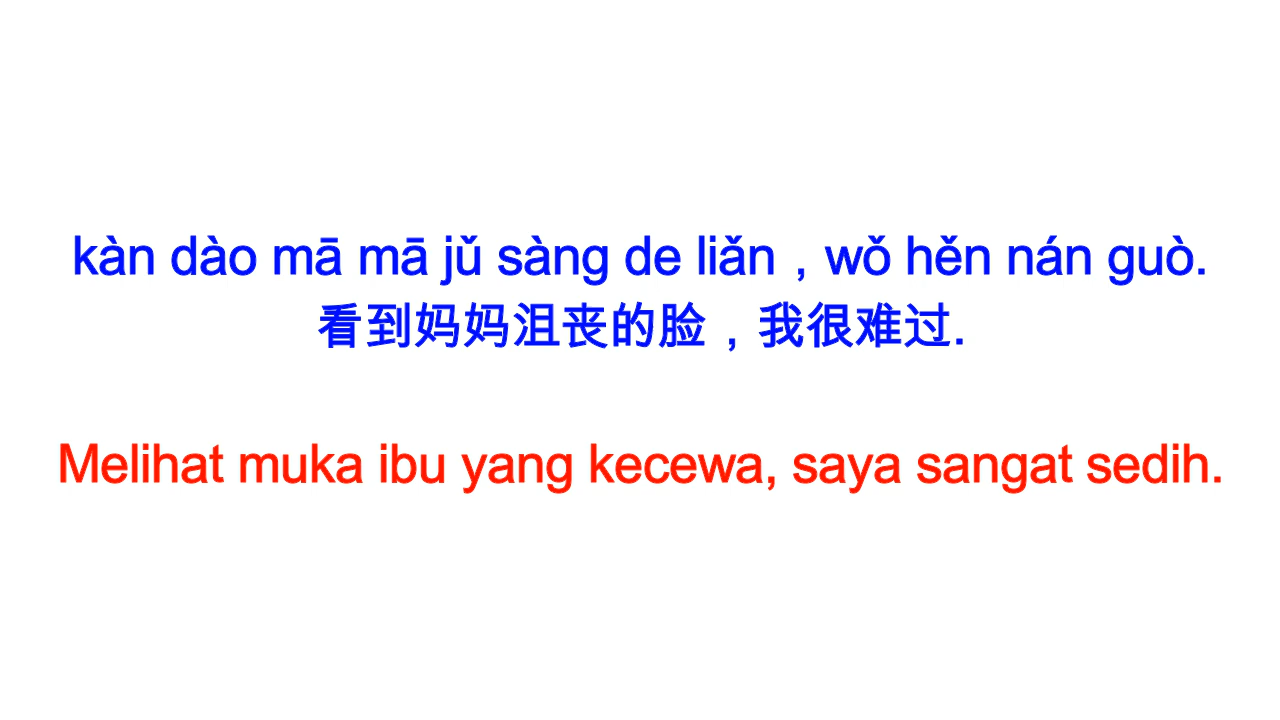 kàn dào mā mā jǔ sàng de liǎn，wǒ hěn nán guò.
看到妈妈沮丧的脸，我很难过.
Melihat muka ibu yang kecewa, saya sangat sedih.